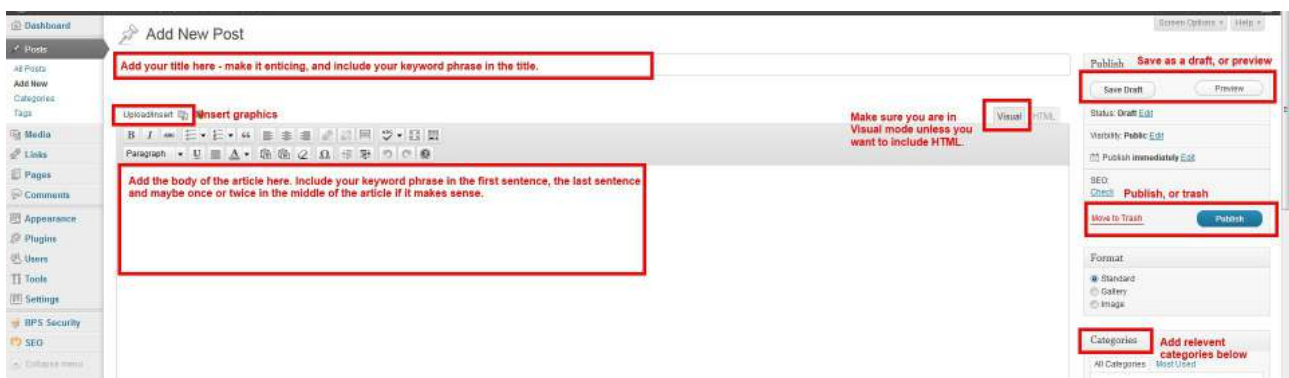 Dashboard
Screen Options Help
Add New Post
Posts
All Posts
Add New
Categories
Tags
Media
Links
Pages
Comments
Appearance
Plugins
Users
Tools
Settings
BPS Security
SEO
Collapse menu
Add your title here - make it enticing, and include your keyword phrase in the title.
Upload/Insert Insert graphics
Make sure you are in
Visual mode unless you
want to include HTML.
Visual HTML
B I ABC
Paragraph U A Ω
Add the body of the article here. Include your keyword phrase in the first sentence, the last sentence
and maybe once or twice in the middle of the article if it makes sense.
Publish Save as a draft, or preview
Save Draft Preview
Status: Draft Edit
Visibility: Public Edit
Publish immediately Edit
SEO:
Check Publish, or trash
Move to Trash Publish
Format
Standard
Gallery
Image
Categories Add relevent
categories below
All Categories Most Used